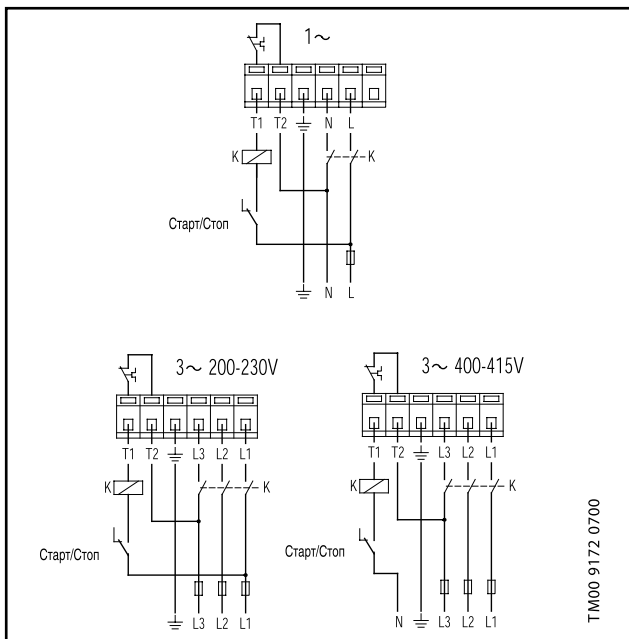 1~
T1 T2 N L
K K
Старт/Стоп
N L
3~ 200-230V
T1 T2 L3 L2 L1
K K
Старт/Стоп
L3 L2 L1
3~ 400-415V
T1 T2 L3 L2 L1
K K
Старт/Стоп
N L3 L2 L1
TM00 9172 0700